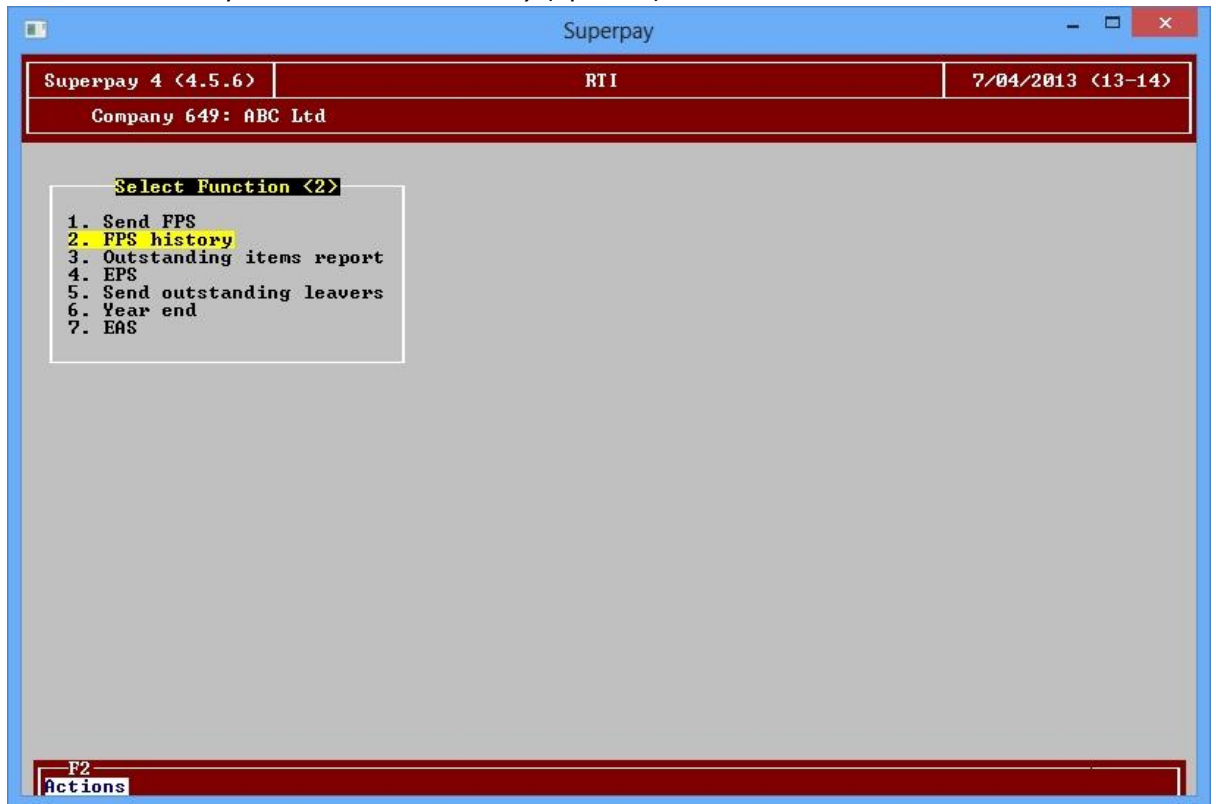 Superpay
Superpay 4 (4.5.6) RTI 7/04/2013 (13-14)
Company 649: ABC Ltd
Select Function <2>
1. Send FPS
2. FPS history
3. Outstanding items report
4. EPS
5. Send outstanding leavers
6. Year end
7. EAS
F2
Actions